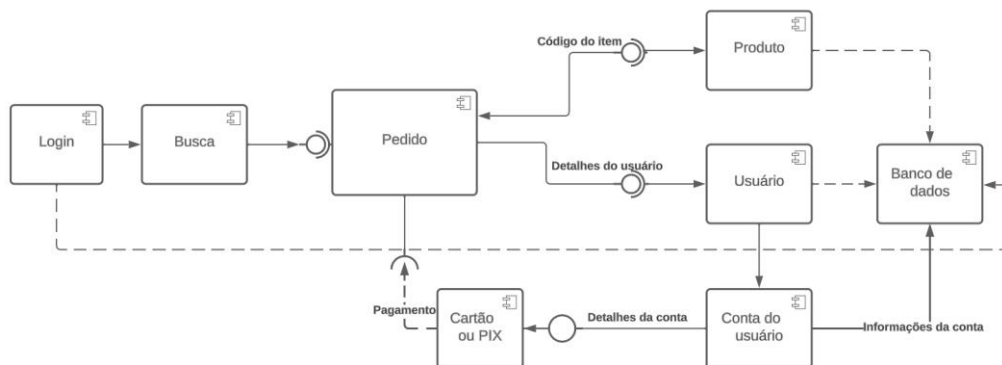 Código do item
Produto
Login
Busca
Pedido
Detalhes do usuário
Usuário
Banco de
dados
Pagamento
Cartão
ou PIX
Detalhes da conta
Conta do
usuário
Informações da conta